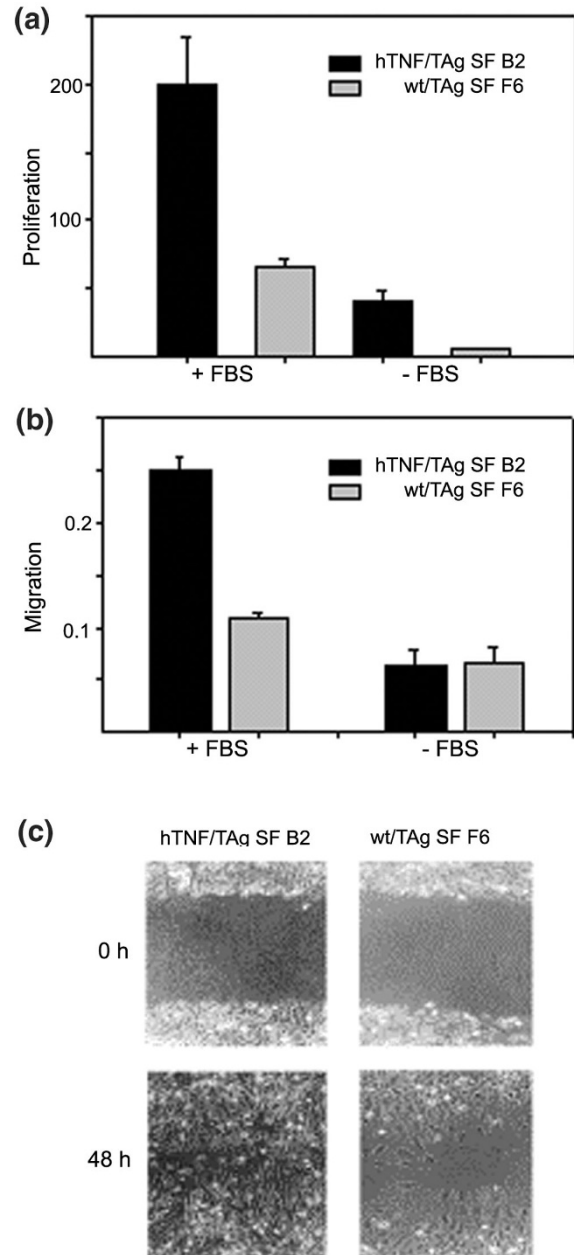 (a)
hTNF/TAg SF B2
wt/TAg SF F6
200
100
Proliferation
+ FBS - FBS
(b)
hTNF/TAg SF B2
wt/TAg SF F6
0.2
0.1
Migration
+ FBS - FBS
(c)
hTNF/TAg SF B2 wt/TAg SF F6
0 h
48 h